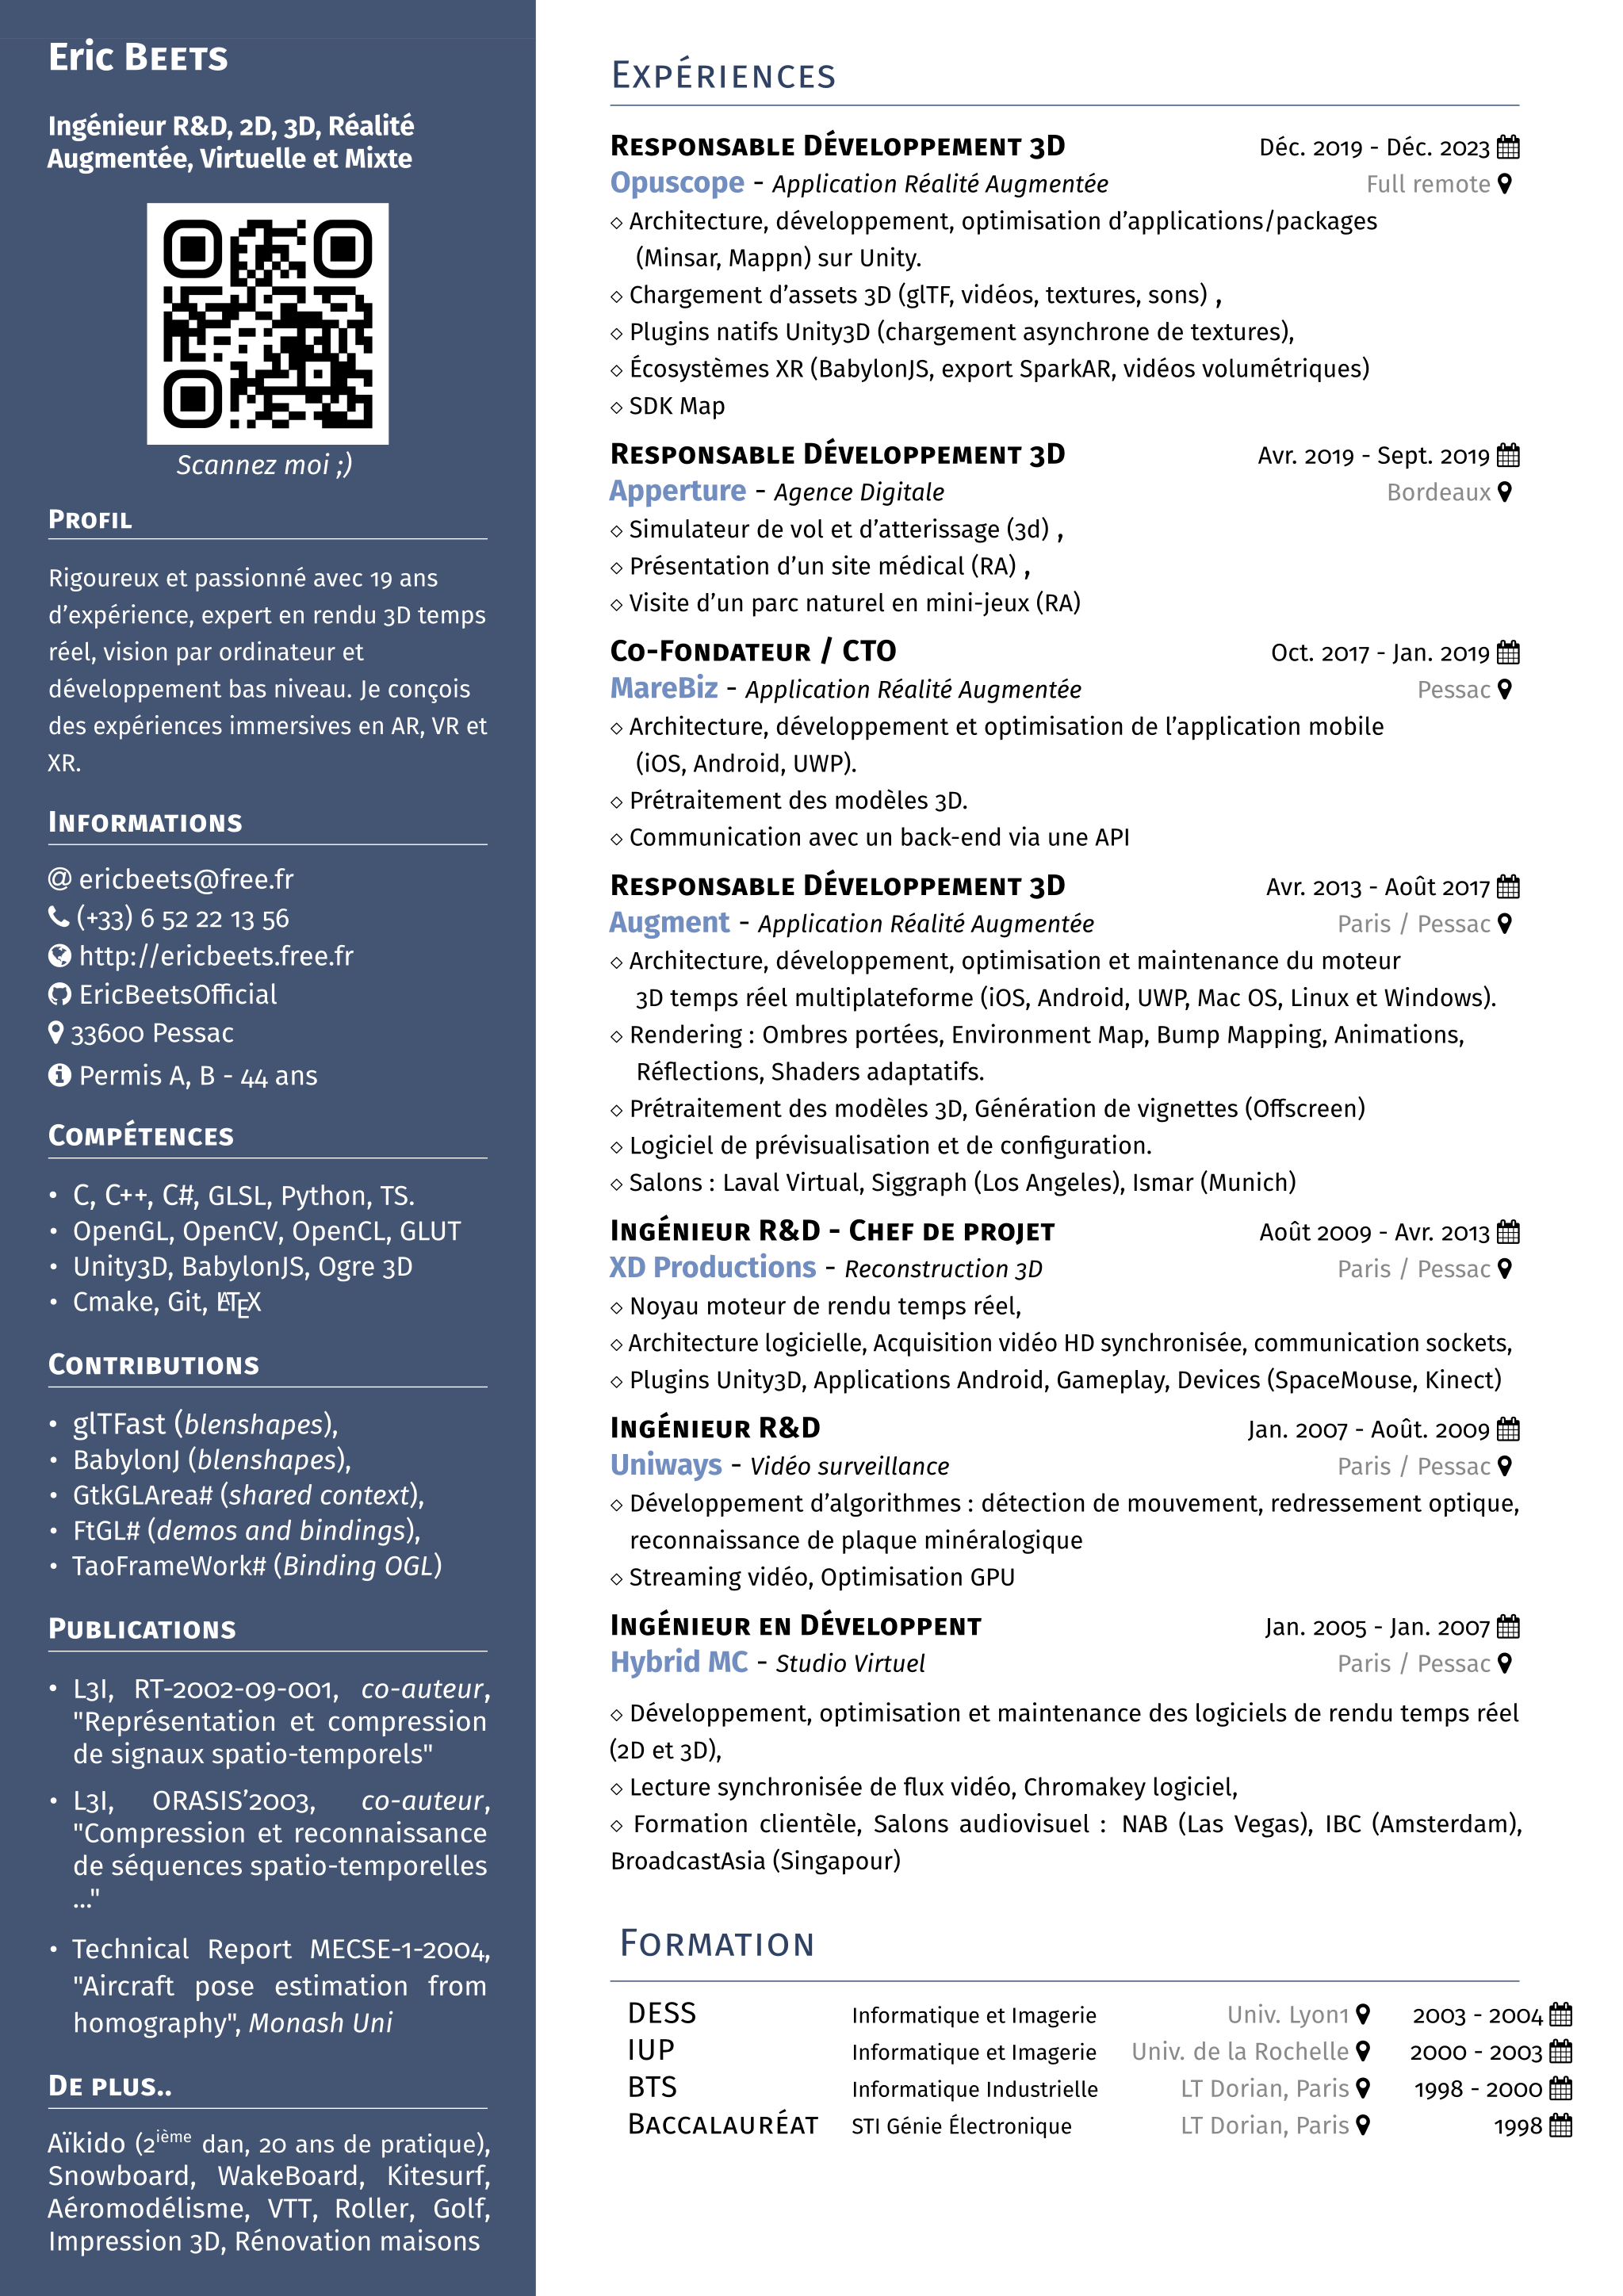 Eric BEETS
Ingénieur R&D, 2D, 3D, Réalité
Augmentée, Virtuelle et Mixte
Scannez moi ;)
PROFIL
Rigoureux et passionné avec 19 ans
d'expérience, expert en rendu 3D temps
réel, vision par ordinateur et
développement bas niveau. Je conçois
des expériences immersives en AR, VR et
XR.
INFORMATIONS
ericbeets@free.fr
(+33) 6 52 22 13 56
http://ericbeets.free.fr
EricBeetsOfficial
33600 Pessac
Permis A, B - 44 ans
COMPÉTENCES
• C, C++, C#, GLSL, Python, TS.
• OpenGL, OpenCV, OpenCL, GLUT
• Unity3D, BabylonJS, Ogre 3D
• Cmake, Git, LATEX
CONTRIBUTIONS
• glTFast (blenshapes),
• BabylonJ (blenshapes),
• GtkGLArea# (shared context),
• FtGL# (demos and bindings),
• TaoFrameWork# (Binding OGL)
PUBLICATIONS
• L3I, RT-2002-09-001, co-auteur,
"Représentation et compression
de signaux spatio-temporels"
• L3I, ORASIS'2003, co-auteur,
"Compression et reconnaissance
de séquences spatio-temporelles
..."
• Technical Report MECSE-1-2004,
"Aircraft pose estimation from
homography", Monash Uni
DE PLUS..
Aïkido (2ième dan, 20 ans de pratique),
Snowboard, WakeBoard, Kitesurf,
Aéromodélisme, VTT, Roller, Golf,
Impression 3D, Rénovation maisons
EXPÉRIENCES
RESPONSABLE DÉVELOPPEMENT 3D Déc. 2019 - Déc. 2023
Opuscope - Application Réalité Augmentée Full remote
◇ Architecture, développement, optimisation d'applications/packages
(Minsar, Mappn) sur Unity.
◇ Chargement d'assets 3D (glTF, vidéos, textures, sons) ,
◇ Plugins natifs Unity3D (chargement asynchrone de textures),
◇ Écosystèmes XR (BabylonJS, export SparkAR, vidéos volumétriques)
◇ SDK Map
RESPONSABLE DÉVELOPPEMENT 3D Avr. 2019 - Sept. 2019
Apperture - Agence Digitale Bordeaux
◇ Simulateur de vol et d'atterissage (3d) ,
◇ Présentation d'un site médical (RA) ,
◇ Visite d'un parc naturel en mini-jeux (RA)
CO-FONDATEUR / CTO Oct. 2017 - Jan. 2019
MareBiz - Application Réalité Augmentée Pessac
◇ Architecture, développement et optimisation de l'application mobile
(iOS, Android, UWP).
◇ Prétraitement des modèles 3D.
◇ Communication avec un back-end via une API
RESPONSABLE DÉVELOPPEMENT 3D Avr. 2013 - Août 2017
Augment - Application Réalité Augmentée Paris / Pessac
◇ Architecture, développement, optimisation et maintenance du moteur
3D temps réel multiplateforme (iOS, Android, UWP, Mac OS, Linux et Windows).
◇ Rendering : Ombres portées, Environment Map, Bump Mapping, Animations,
Réflections, Shaders adaptatifs.
◇ Prétraitement des modèles 3D, Génération de vignettes (Offscreen)
◇ Logiciel de prévisualisation et de configuration.
◇ Salons : Laval Virtual, Siggraph (Los Angeles), Ismar (Munich)
INGÉNIEUR R&D - CHEF DE PROJET Août 2009 - Avr. 2013
XD Productions - Reconstruction 3D Paris / Pessac
◇ Noyau moteur de rendu temps réel,
◇ Architecture logicielle, Acquisition vidéo HD synchronisée, communication sockets,
◇ Plugins Unity3D, Applications Android, Gameplay, Devices (SpaceMouse, Kinect)
INGÉNIEUR R&D Jan. 2007 - Août. 2009
Uniways - Vidéo surveillance Paris / Pessac
◇ Développement d'algorithmes : détection de mouvement, redressement optique,
reconnaissance de plaque minéralogique
◇ Streaming vidéo, Optimisation GPU
INGÉNIEUR EN DÉVELOPPENT Jan. 2005 - Jan. 2007
Hybrid MC - Studio Virtuel Paris / Pessac
◇ Développement, optimisation et maintenance des logiciels de rendu temps réel
(2D et 3D),
◇ Lecture synchronisée de flux vidéo, Chromakey logiciel,
◇ Formation clientèle, Salons audiovisuel : NAB (Las Vegas), IBC (Amsterdam),
BroadcastAsia (Singapour)
FORMATION
DESS Informatique et Imagerie Univ. Lyon1 2003 - 2004
IUP Informatique et Imagerie Univ. de la Rochelle 2000 - 2003
BTS Informatique Industrielle LT Dorian, Paris 1998 - 2000
BACCALAURÉAT STI Génie Électronique LT Dorian, Paris 1998